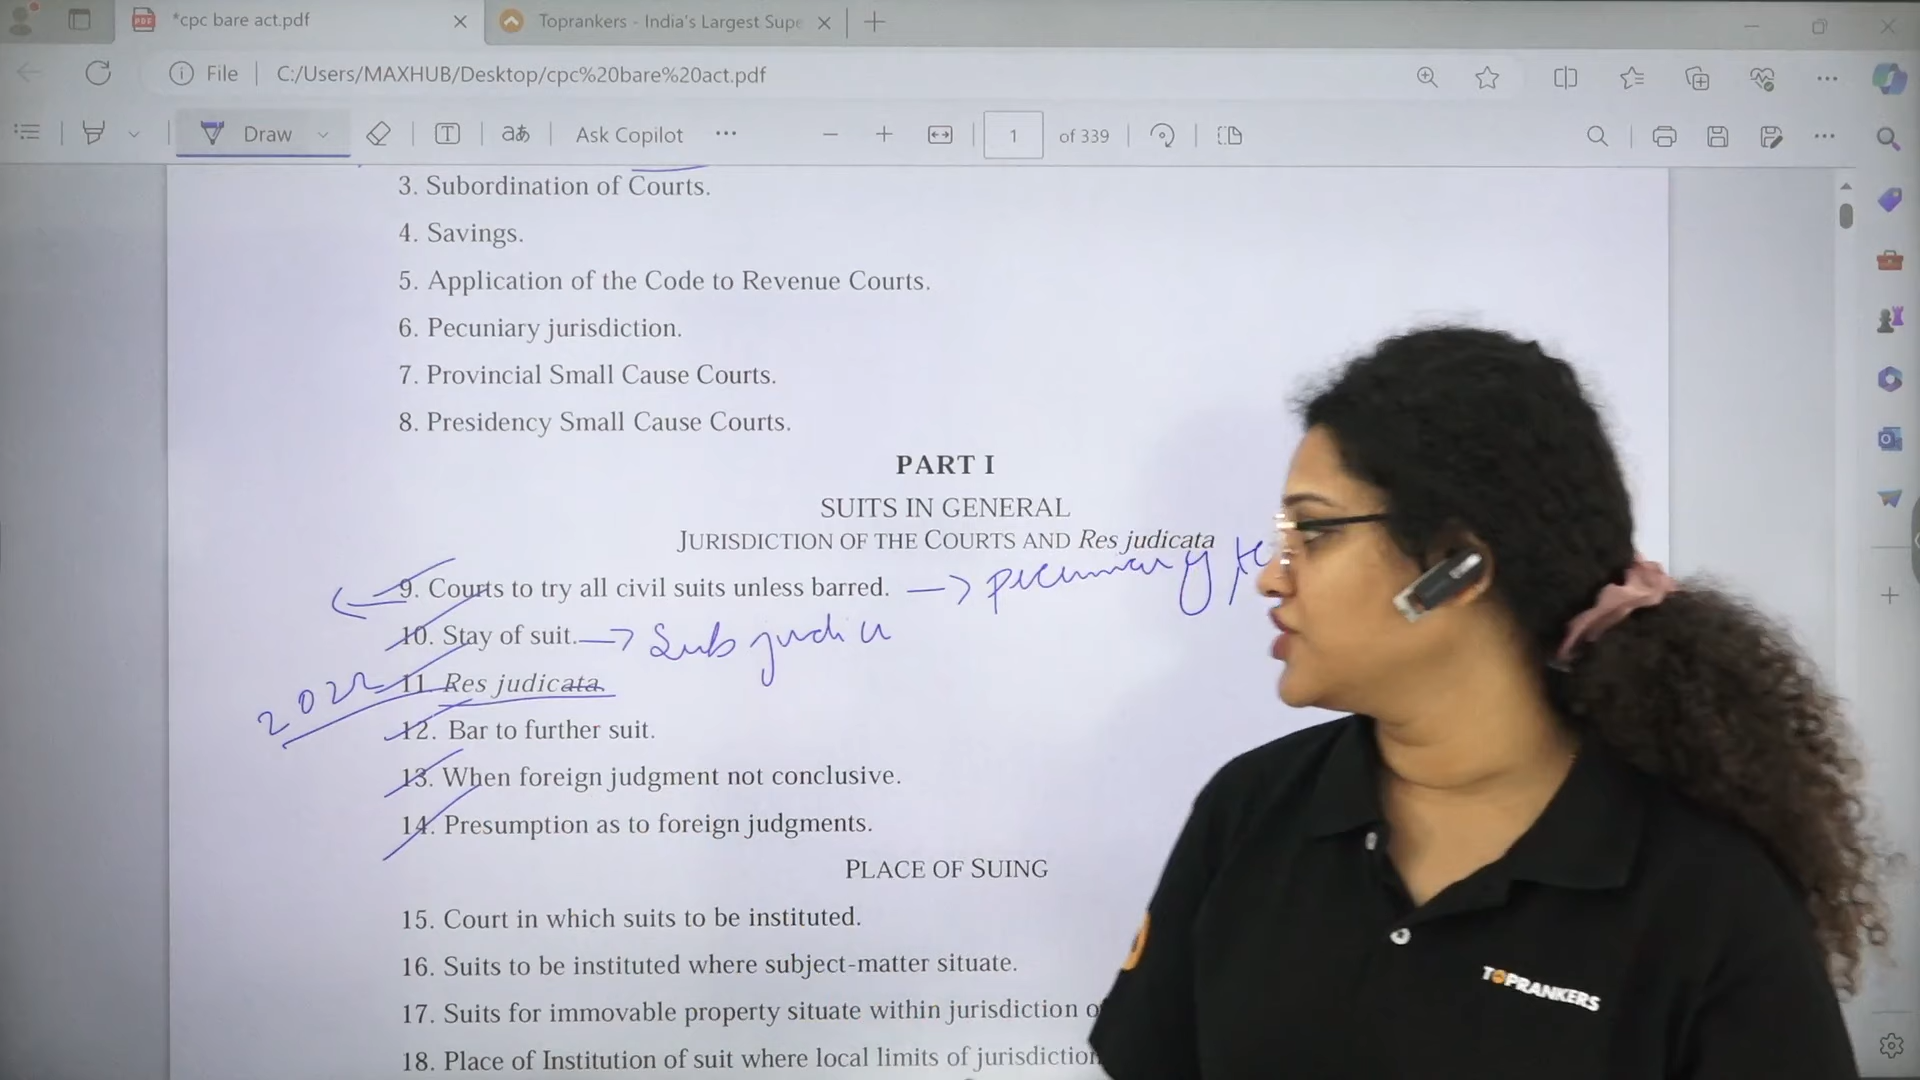 *cpc bare act.pdf
Toprankers - India's Largest Supe
File C:/Users/MAXHUB/Desktop/cpc%20bare%20act.pdf
Draw T aあ Ask Copilot 1 of 339
3. Subordination of Courts.
4. Savings.
5. Application of the Code to Revenue Courts.
6. Pecuniary jurisdiction.
7. Provincial Small Cause Courts.
8. Presidency Small Cause Courts.
PART I
SUITS IN GENERAL
JURISDICTION OF THE COURTS AND Res judicata
9. Courts to try all civil suits unless barred. → pecuniary
10. Stay of suit. → Sub judice
2022 11. Res judicata
12. Bar to further suit.
13. When foreign judgment not conclusive.
14. Presumption as to foreign judgments.
PLACE OF SUING
15. Court in which suits to be instituted.
16. Suits to be instituted where subject-matter situate.
17. Suits for immovable property situate within jurisdiction
18. Place of Institution of suit where local limits of jurisdiction
TOPRANKERS